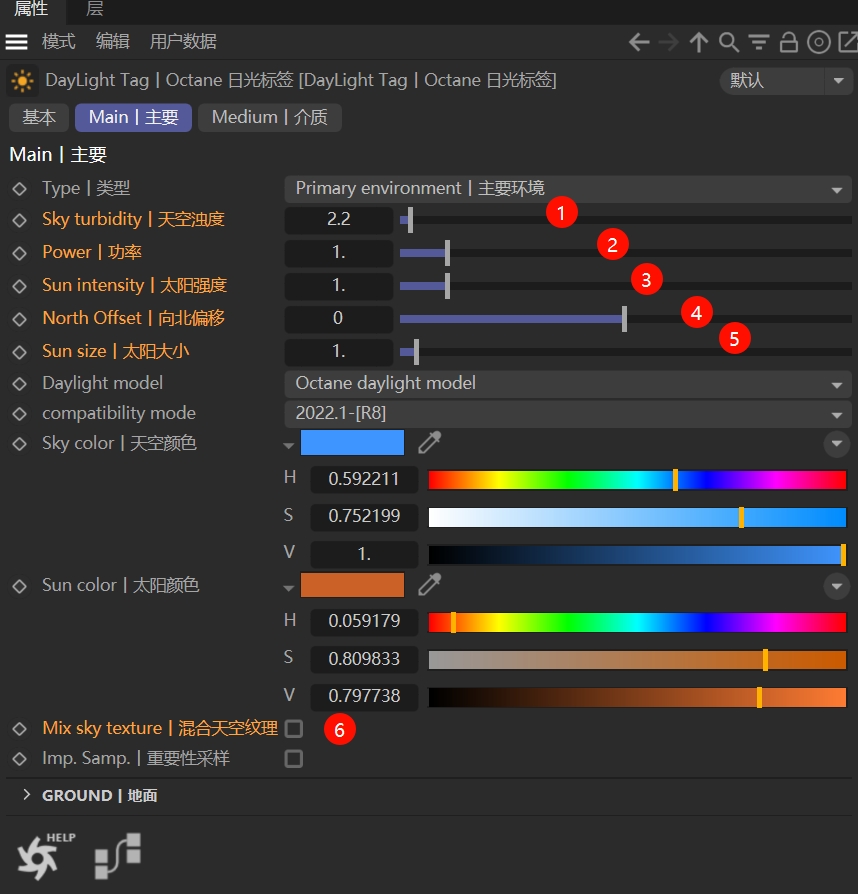 属性 层
模式 编辑 用户数据
DayLight Tag | Octane 日光标签 [DayLight Tag | Octane 日光标签] 默认
基本 Main | 主要 Medium | 介质
Main | 主要
Type | 类型 Primary environment | 主要环境
Sky turbidity | 天空浊度 2.2 1
Power | 功率 1. 2
Sun intensity | 太阳强度 1. 3
North Offset | 向北偏移 0 4
Sun size | 太阳大小 1. 5
Daylight model Octane daylight model
compatibility mode 2022.1-[R8]
Sky color | 天空颜色
H 0.592211
S 0.752199
V 1.
Sun color | 太阳颜色
H 0.059179
S 0.809833
V 0.797738
Mix sky texture | 混合天空纹理 6
Imp. Samp. | 重要性采样
GROUND | 地面
HELP